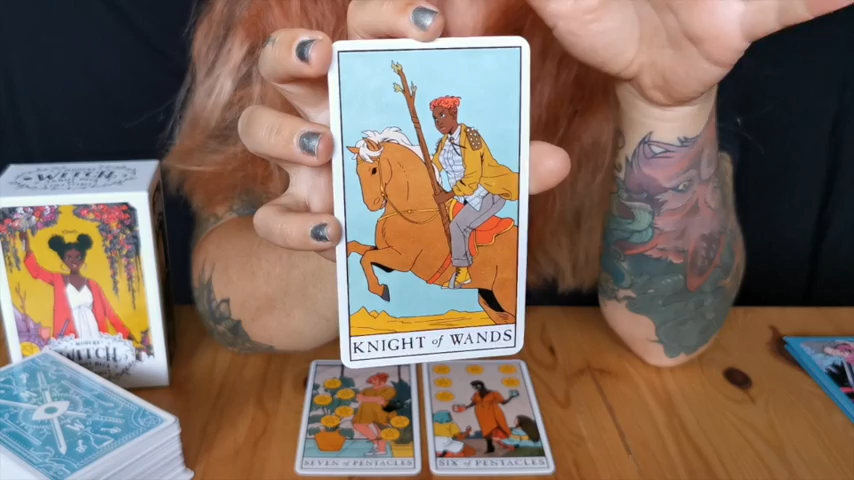 WITCH
WITCH
KNIGHT of WANDS
SEVEN of PENTACLES
SIX of PENTACLES